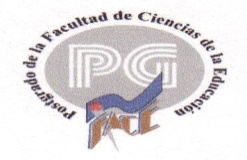 Postgrado de la Facultad de Ciencias de la Educación
PG
FACE